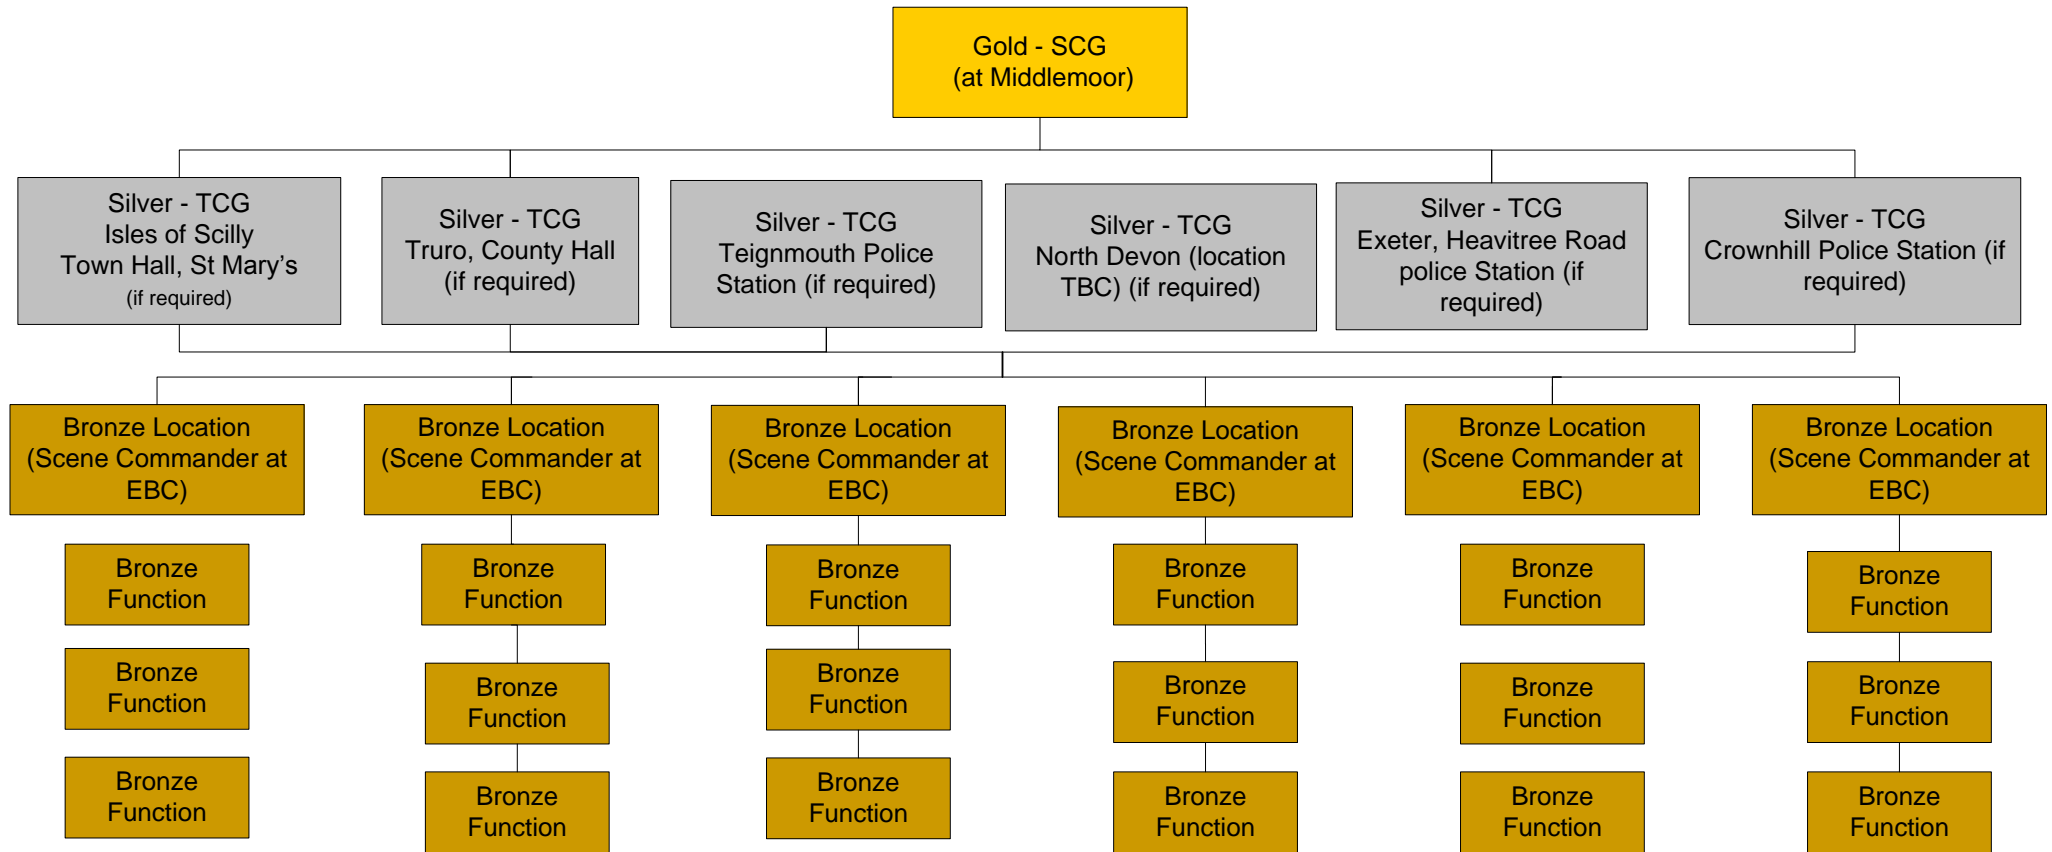 Gold - SCG
(at Middlemoor)
Silver - TCG
Isles of Scilly
Town Hall, St Mary’s
(if required)
Silver - TCG
Truro, County Hall
(if required)
Silver - TCG
Teignmouth Police
Station (if required)
Silver - TCG
North Devon (location
TBC) (if required)
Silver - TCG
Exeter, Heavitree Road
police Station (if
required)
Silver - TCG
Crownhill Police Station (if
required)
Bronze Location
(Scene Commander at
EBC)
Bronze Location
(Scene Commander at
EBC)
Bronze Location
(Scene Commander at
EBC)
Bronze Location
(Scene Commander at
EBC)
Bronze Location
(Scene Commander at
EBC)
Bronze Location
(Scene Commander at
EBC)
Bronze
Function
Bronze
Function
Bronze
Function
Bronze
Function
Bronze
Function
Bronze
Function
Bronze
Function
Bronze
Function
Bronze
Function
Bronze
Function
Bronze
Function
Bronze
Function
Bronze
Function
Bronze
Function
Bronze
Function
Bronze
Function
Bronze
Function
Bronze
Function